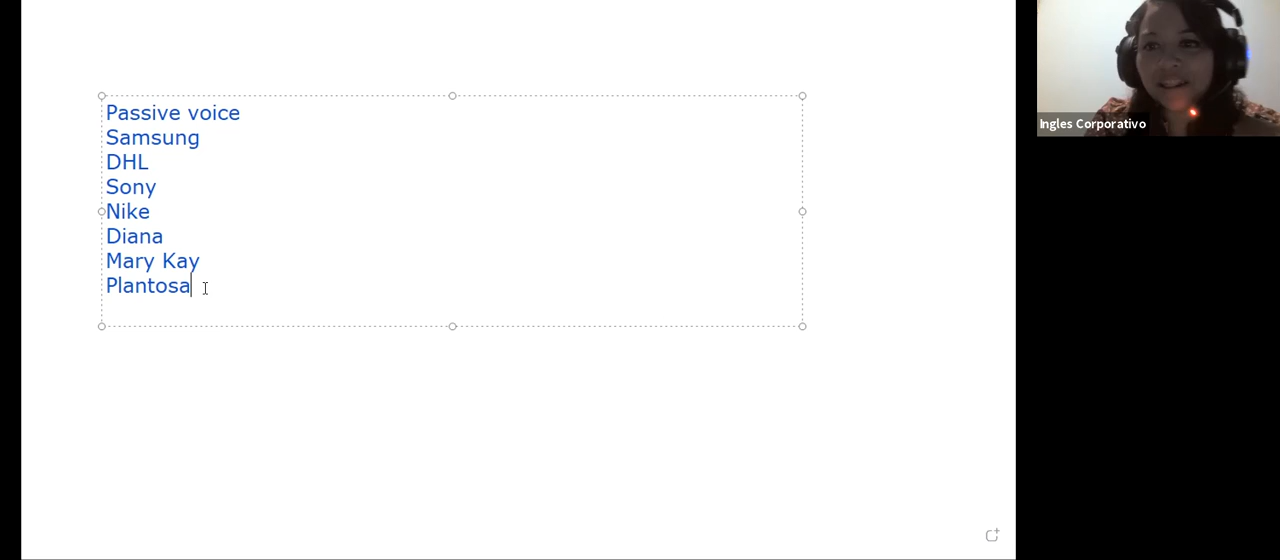 Passive voice
Samsung
DHL
Sony
Nike
Diana
Mary Kay
Plantosa
Ingles Corporativo